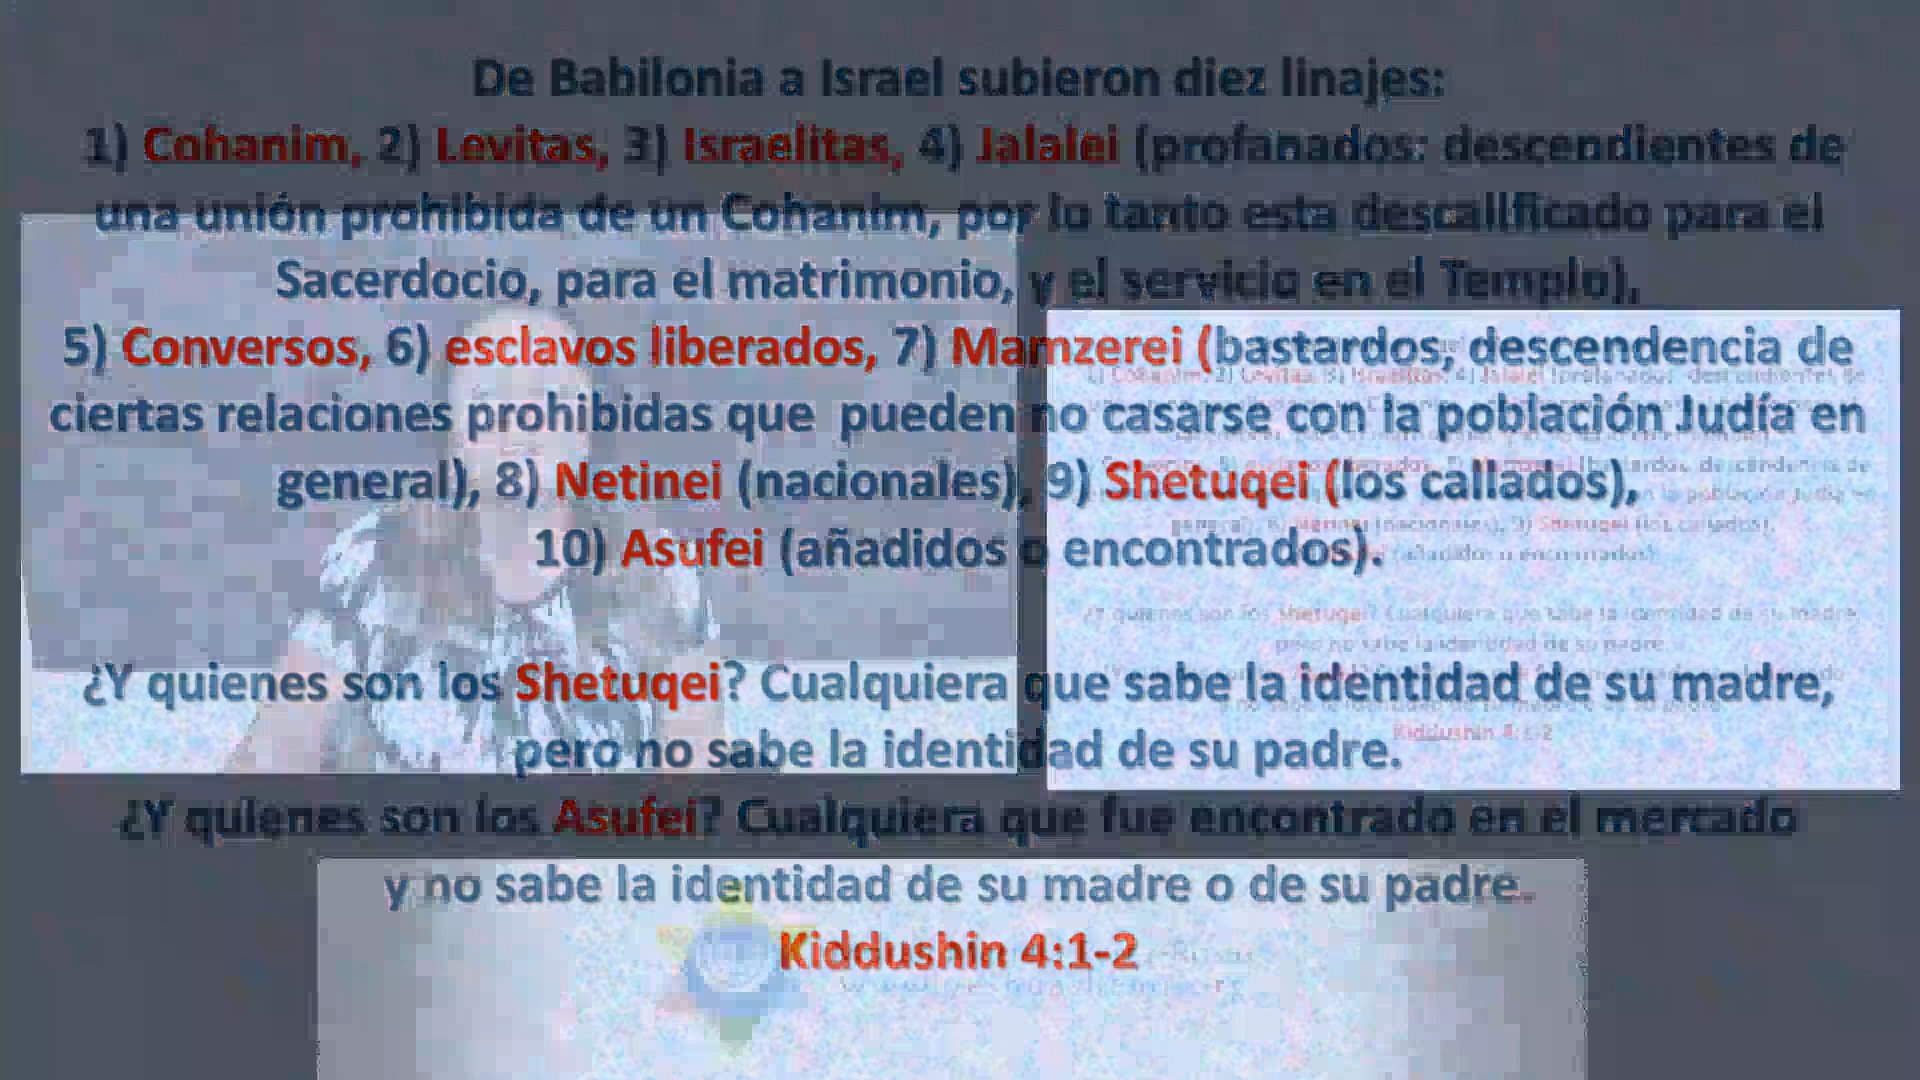 De Babilonia a Israel subieron diez linajes:
1) Cohanim, 2) Levitas, 3) Israelitas, 4) Jalalei (profanados: descendientes de
una unión prohibida de un Cohanim, por lo tanto esta descalificado para el
Sacerdocio, para el matrimonio, y el servicio en el Templo),
5) Conversos, 6) esclavos liberados, 7) Mamzerei (bastardos, descendencia de
ciertas relaciones prohibidas que pueden no casarse con la población Judía en
general), 8) Netinei (nacionales), 9) Shetuqei (los callados),
10) Asufei (añadidos o encontrados).
¿Y quienes son los Shetuqei? Cualquiera que sabe la identidad de su madre,
pero no sabe la identidad de su padre.
¿Y quienes son los Asufei? Cualquiera que fue encontrado en el mercado
y no sabe la identidad de su madre o de su padre.
Kiddushin 4:1-2